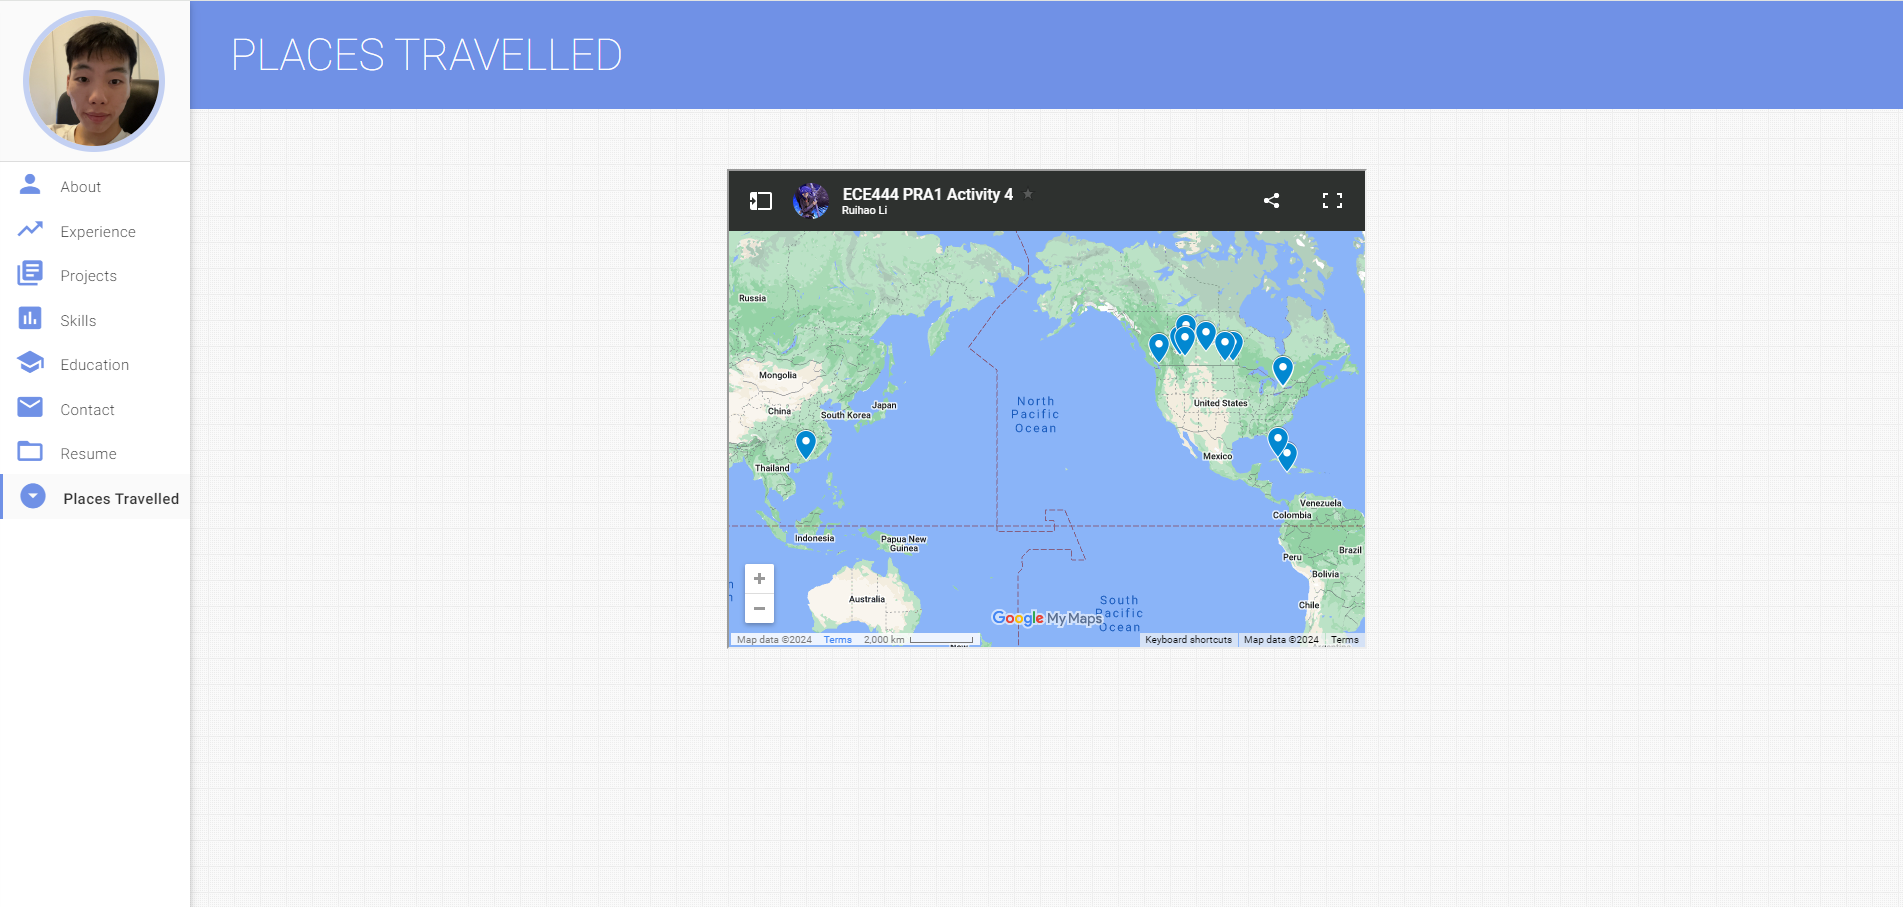 PLACES TRAVELLED
About
Experience
Projects
Skills
Education
Contact
Resume
Places Travelled
ECE444 PRA1 Activity 4
Ruihao Li
Russia
Mongolia
China
South Korea
Japan
Thailand
Indonesia
Papua New
Guinea
Australia
North
Pacific
Ocean
United States
Mexico
Venezuela
Colombia
Peru
Brazil
Bolivia
Chile
South
Pacific
Ocean
Google My Maps
Map data ©2024
Terms
2,000 km
Keyboard shortcuts
Map data ©2024
Terms